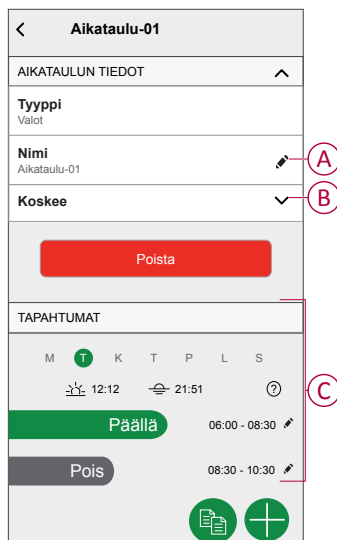 Aikataulu-01
AIKATAULUN TIEDOT
Tyyppi
Valot
Nimi
Aikataulu-01
A
Koskee
B
Poista
TAPAHTUMAT
M T K T P L S
12:12 21:51 ?
C
Päällä 06:00 - 08:30
Pois 08:30 - 10:30